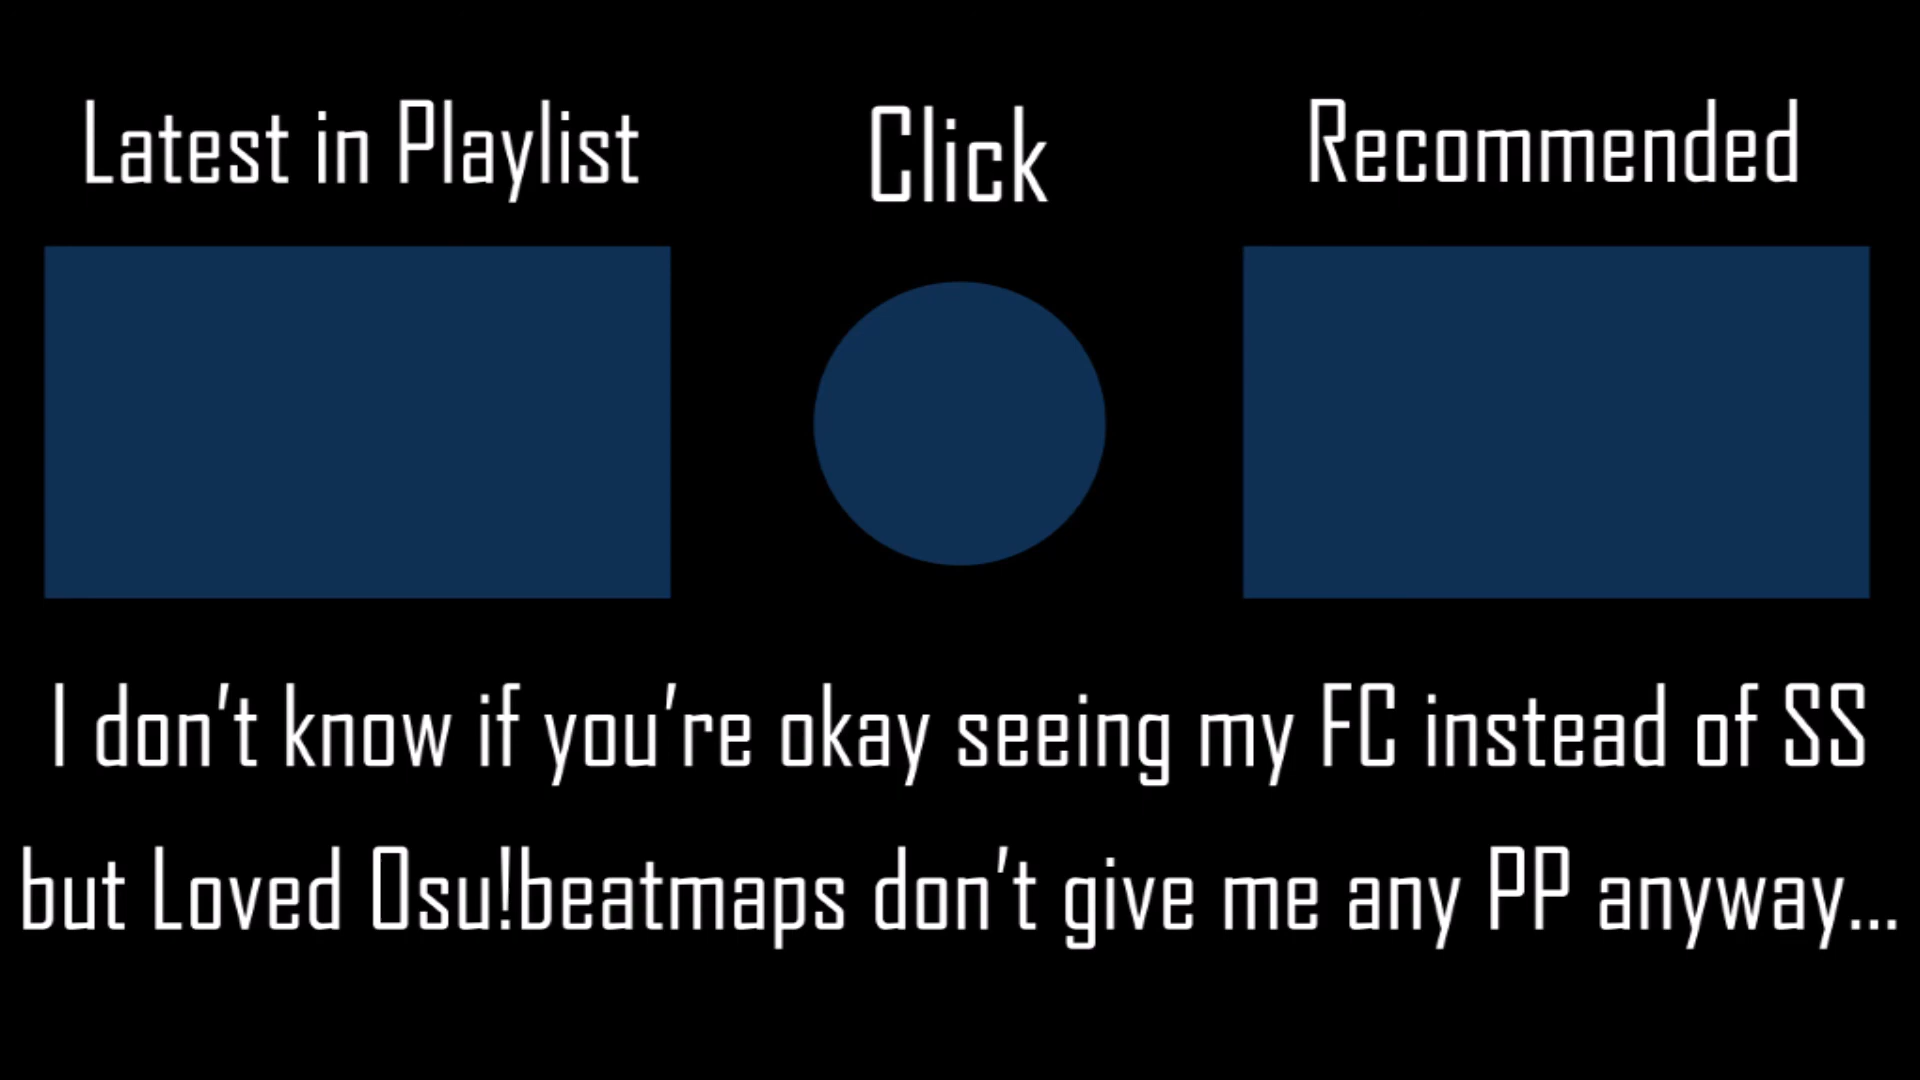 Latest in Playlist
Click
Recommended
I don't know if you're okay seeing my FC instead of SS
but Loved Osu!beatmaps don't give me any PP anyway...